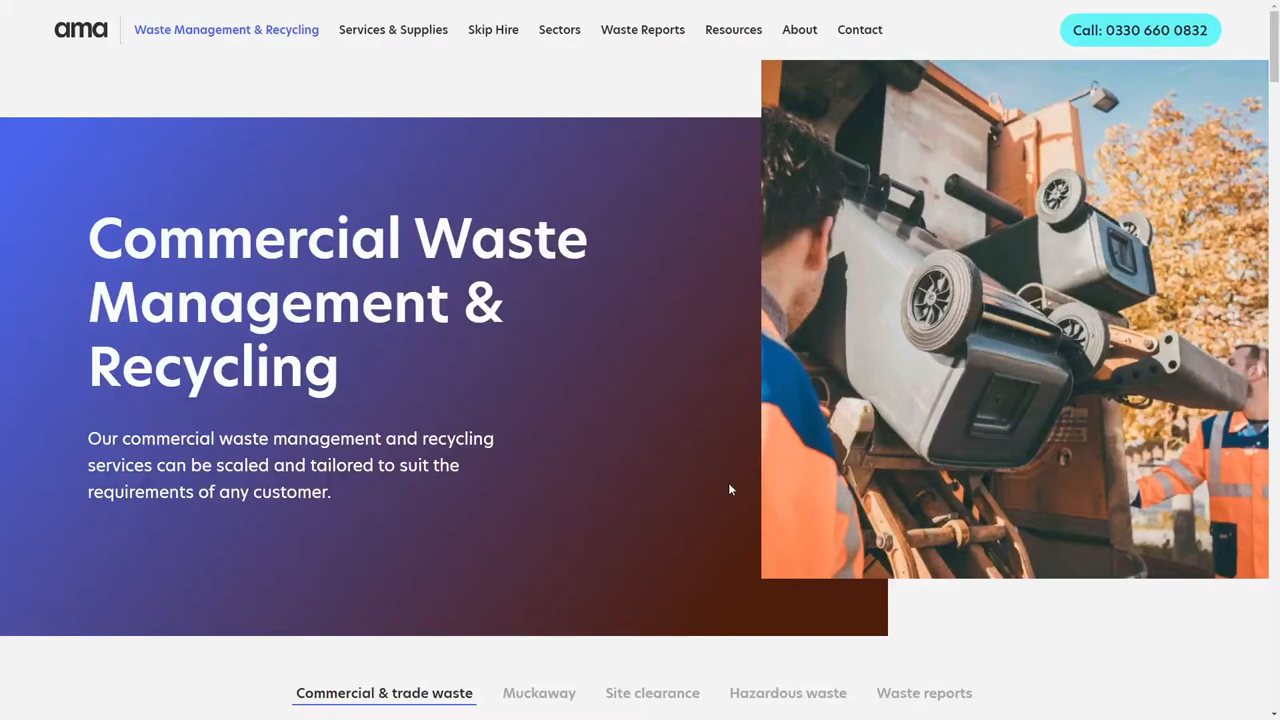 ama
Waste Management & Recycling
Services & Supplies
Skip Hire
Sectors
Waste Reports
Resources
About
Contact
Call: 0330 660 0832
Commercial Waste
Management &
Recycling
Our commercial waste management and recycling
services can be scaled and tailored to suit the
requirements of any customer.
Commercial & trade waste
Muckaway
Site clearance
Hazardous waste
Waste reports